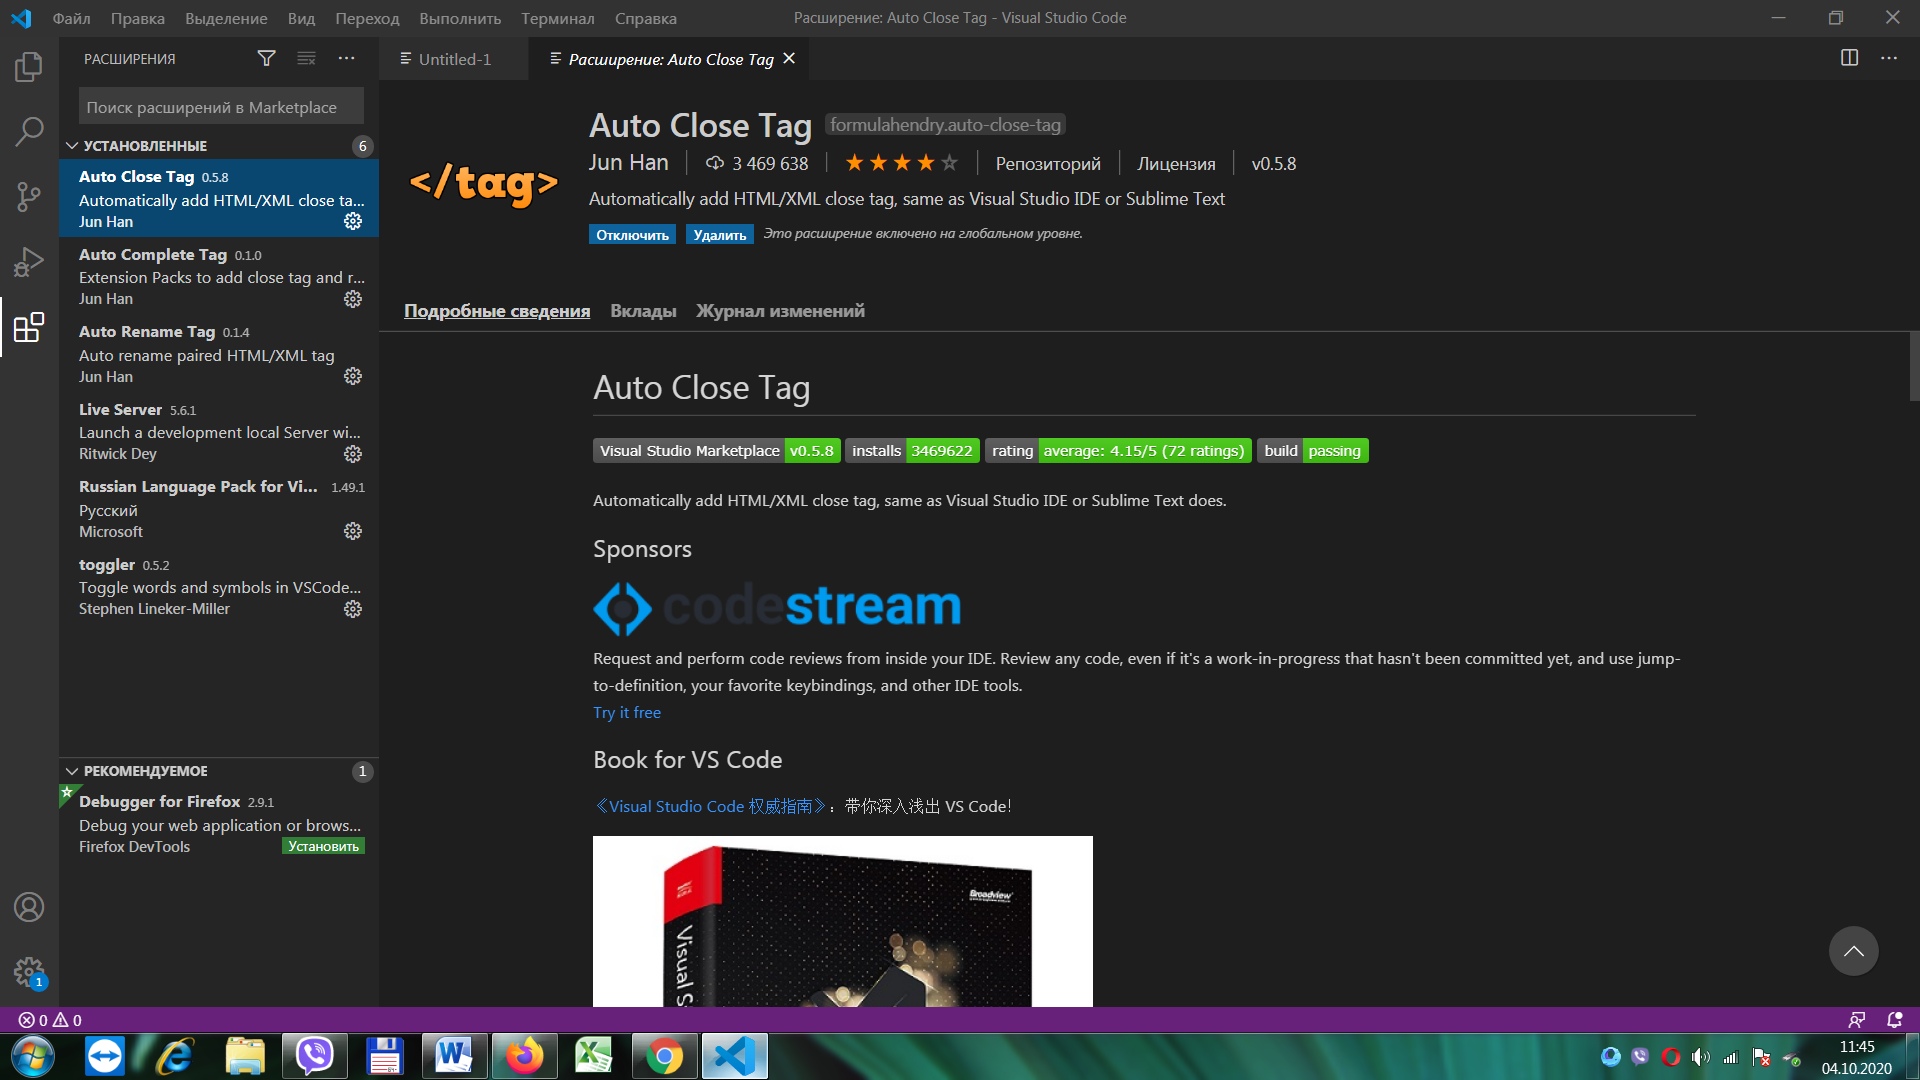 Файл Правка Выделение Вид Переход Выполнить Терминал Справка
Расширение: Auto Close Tag - Visual Studio Code
РАСШИРЕНИЯ
Поиск расширений в Marketplace
УСТАНОВЛЕННЫЕ 6
Auto Close Tag 0.5.8
Automatically add HTML/XML close ta...
Jun Han
Auto Complete Tag 0.1.0
Extension Packs to add close tag and r...
Jun Han
Auto Rename Tag 0.1.4
Auto rename paired HTML/XML tag
Jun Han
Live Server 5.6.1
Launch a development local Server wi...
Ritwick Dey
Russian Language Pack for Vi... 1.49.1
Русский
Microsoft
toggler 0.5.2
Toggle words and symbols in VSCode...
Stephen Lineker-Miller
РЕКОМЕНДУЕМОЕ 1
Debugger for Firefox 2.9.1
Debug your web application or brows...
Firefox DevTools Установить
1
Untitled-1
Расширение: Auto Close Tag
</tag>
Auto Close Tag formulahendry.auto-close-tag
Jun Han 3 469 638 Репозиторий Лицензия v0.5.8
Automatically add HTML/XML close tag, same as Visual Studio IDE or Sublime Text
Отключить Удалить Это расширение включено на глобальном уровне.
Подробные сведения Вклады Журнал изменений
Auto Close Tag
Visual Studio Marketplace v0.5.8 installs 3469622 rating average: 4.15/5 (72 ratings) build passing
Automatically add HTML/XML close tag, same as Visual Studio IDE or Sublime Text does.
Sponsors
codestream
Request and perform code reviews from inside your IDE. Review any code, even if it's a work-in-progress that hasn't been committed yet, and use jump-
to-definition, your favorite keybindings, and other IDE tools.
Try it free
Book for VS Code
《Visual Studio Code 权威指南》：带你深入浅出 VS Code!
Broadview
Visual S
0 0
11:45
04.10.2020